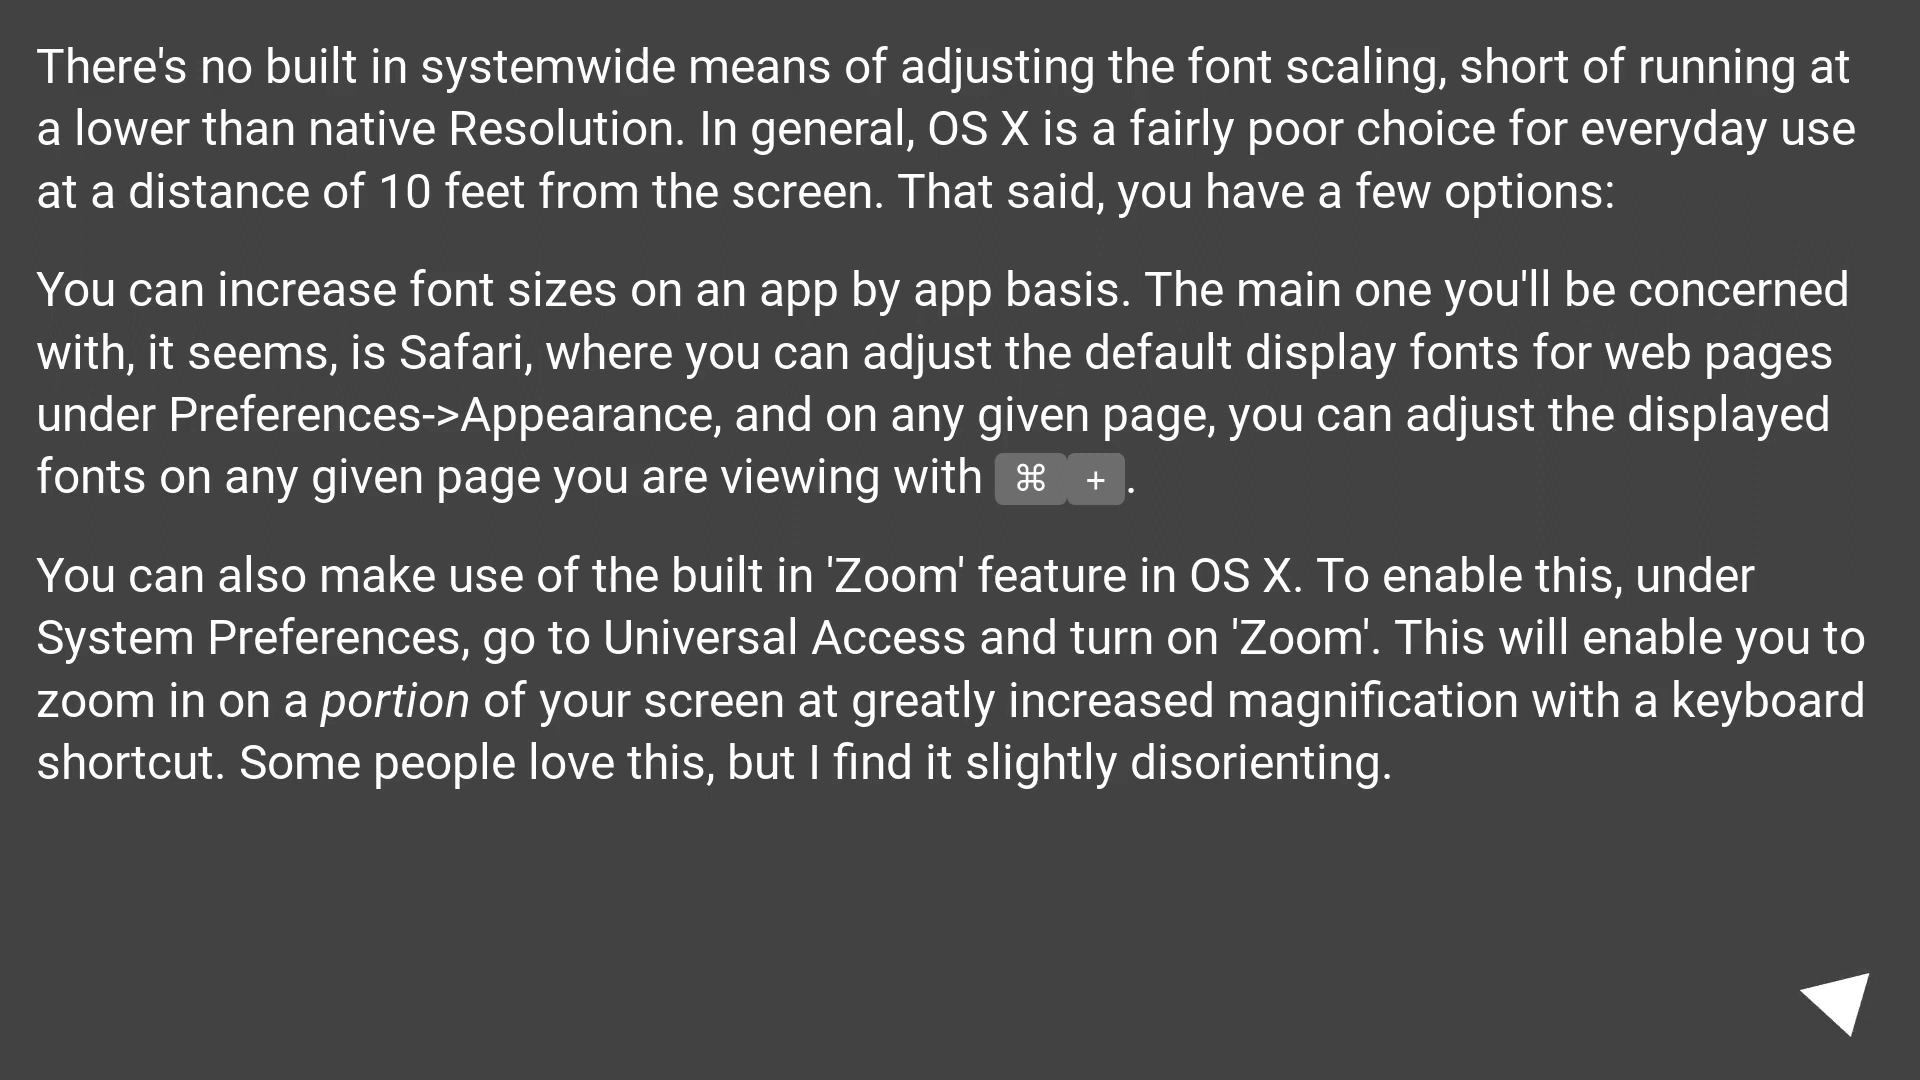 There's no built in systemwide means of adjusting the font scaling, short of running at
a lower than native Resolution. In general, OS X is a fairly poor choice for everyday use
at a distance of 10 feet from the screen. That said, you have a few options:
You can increase font sizes on an app by app basis. The main one you'll be concerned
with, it seems, is Safari, where you can adjust the default display fonts for web pages
under Preferences->Appearance, and on any given page, you can adjust the displayed
fonts on any given page you are viewing with ⌘ +.
You can also make use of the built in 'Zoom' feature in OS X. To enable this, under
System Preferences, go to Universal Access and turn on 'Zoom'. This will enable you to
zoom in on a portion of your screen at greatly increased magnification with a keyboard
shortcut. Some people love this, but I find it slightly disorienting.